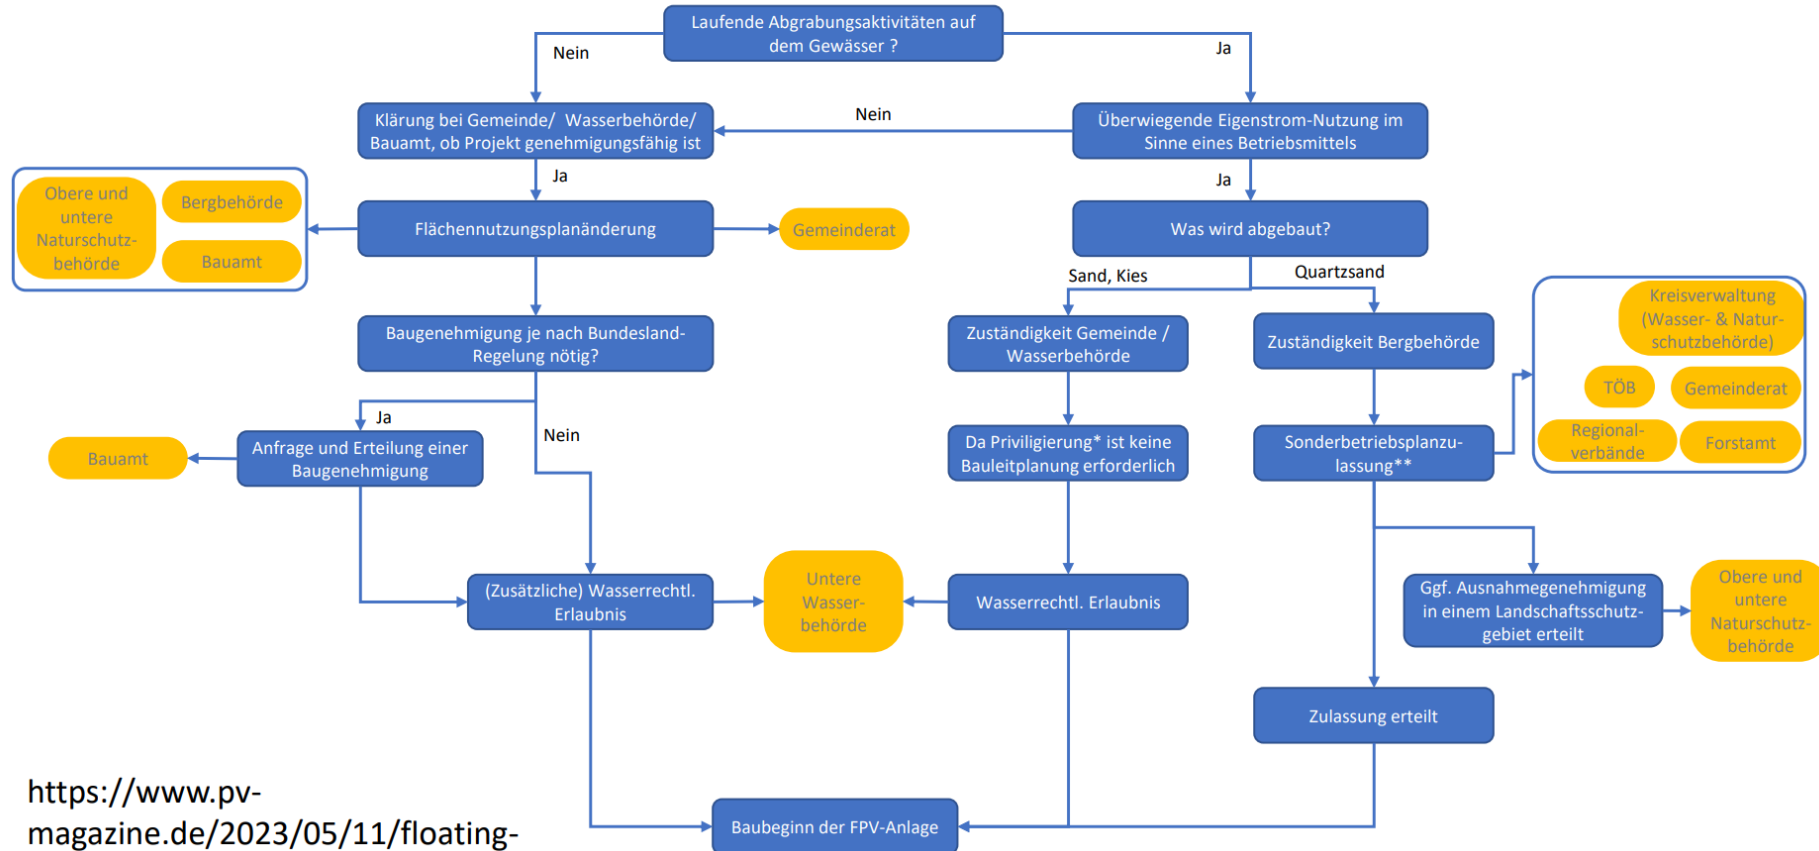 Laufende Abgrabungsaktivitäten auf
dem Gewässer ?
Nein
Ja
Klärung bei Gemeinde/ Wasserbehörde/
Bauamt, ob Projekt genehmigungsfähig ist
Nein
Überwiegende Eigenstrom-Nutzung im
Sinne eines Betriebsmittels
Ja
Ja
Obere und
untere
Naturschutz-
behörde
Bergbehörde
Bauamt
Flächennutzungsplanänderung
Gemeinderat
Was wird abgebaut?
Sand, Kies
Quartzsand
Baugenehmigung je nach Bundesland-
Regelung nötig?
Zuständigkeit Gemeinde /
Wasserbehörde
Zuständigkeit Bergbehörde
Kreisverwaltung
(Wasser- & Natur-
schutzbehörde)
TÖB
Gemeinderat
Regional-
verbände
Forstamt
Ja
Nein
Bauamt
Anfrage und Erteilung einer
Baugenehmigung
Da Priviligierung* ist keine
Bauleitplanung erforderlich
Sonderbetriebsplanzu-
lassung**
(Zusätzliche) Wasserrechtl.
Erlaubnis
Untere
Wasser-
behörde
Wasserrechtl. Erlaubnis
Ggf. Ausnahmegenehmigung
in einem Landschaftsschutz-
gebiet erteilt
Obere und
untere
Naturschutz-
behörde
Zulassung erteilt
Baubeginn der FPV-Anlage
https://www.pv-
magazine.de/2023/05/11/floating-